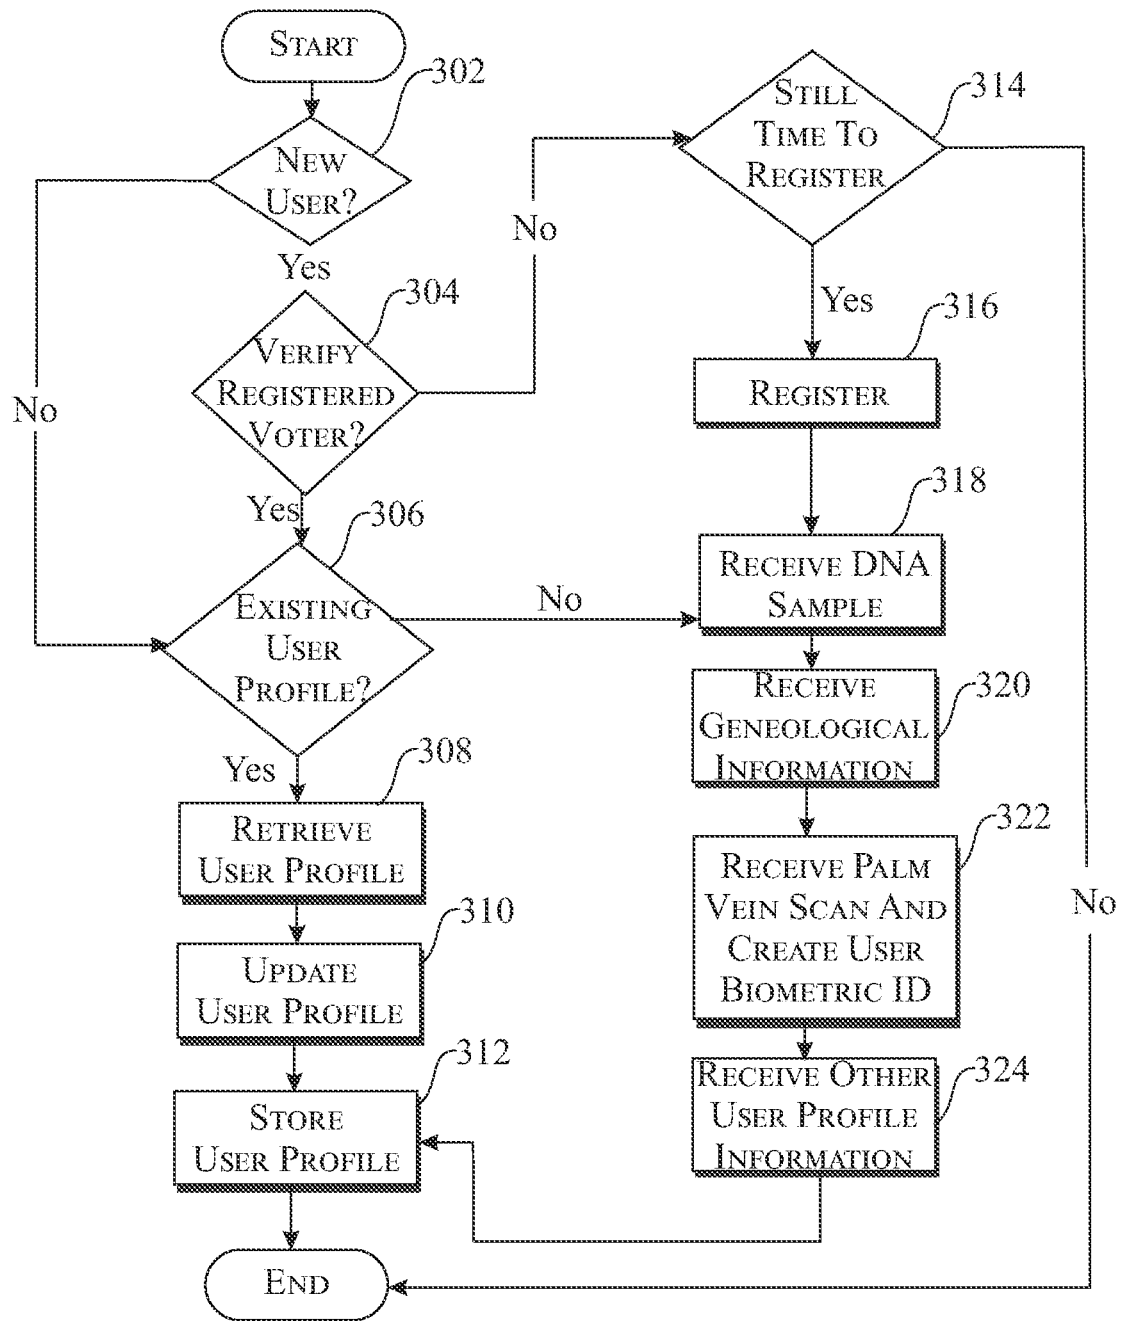 START
302
NEW
USER?
Yes
No
304
VERIFY
REGISTERED
VOTER?
No
Yes
306
EXISTING
USER
PROFILE?
No
Yes
308
RETRIEVE
USER PROFILE
310
UPDATE
USER PROFILE
312
STORE
USER PROFILE
END
314
STILL
TIME TO
REGISTER
Yes
No
316
REGISTER
318
RECEIVE DNA
SAMPLE
320
RECEIVE
GENEOLOGICAL
INFORMATION
322
RECEIVE PALM
VEIN SCAN AND
CREATE USER
BIOMETRIC ID
324
RECEIVE OTHER
USER PROFILE
INFORMATION